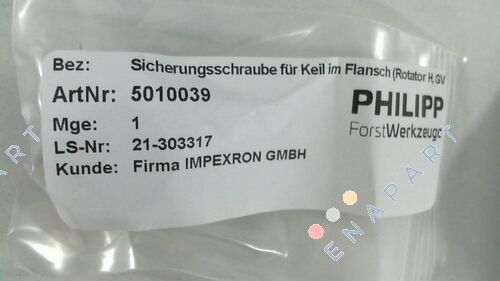 Bez: Sicherungsschraube für Keil im Flansch (Rotator H, GV
ArtNr: 5010039
Mge: 1
LS-Nr: 21-303317
Kunde: Firma IMPEXRON GMBH
PHILIPP
ForstWerkzeuge
ENAPART
ENAPART